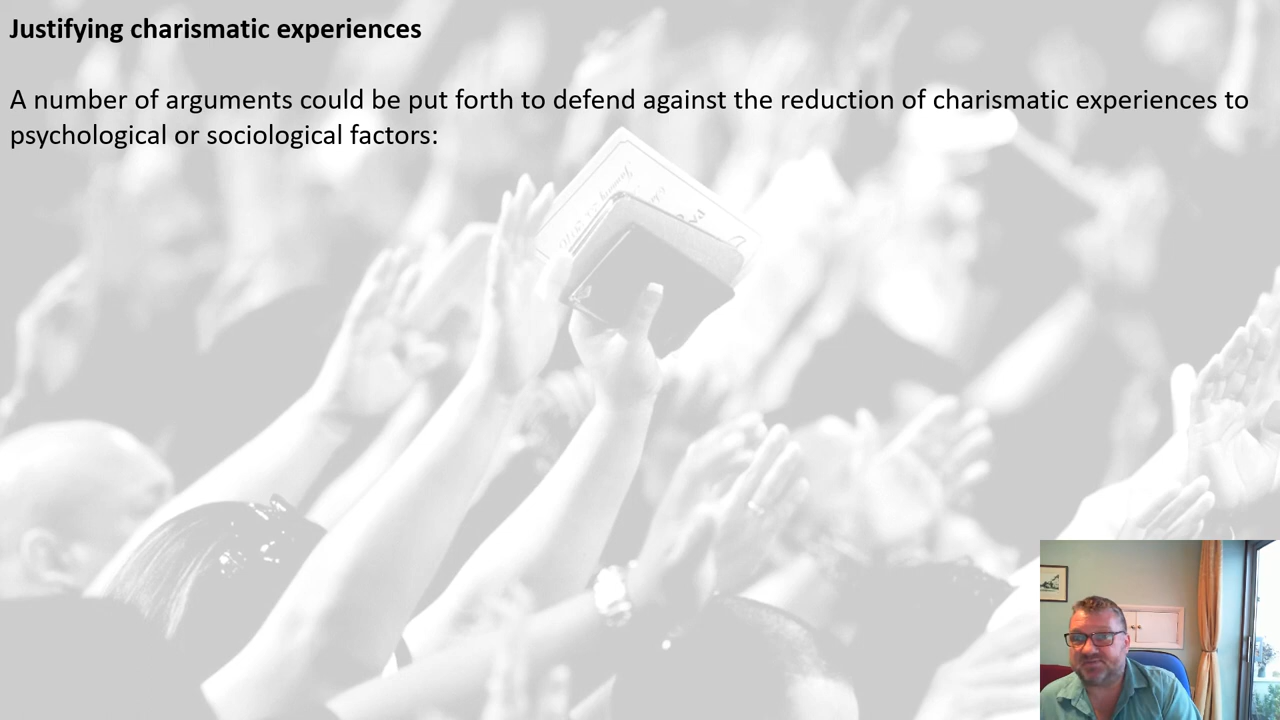 Justifying charismatic experiences
A number of arguments could be put forth to defend against the reduction of charismatic experiences to
psychological or sociological factors: